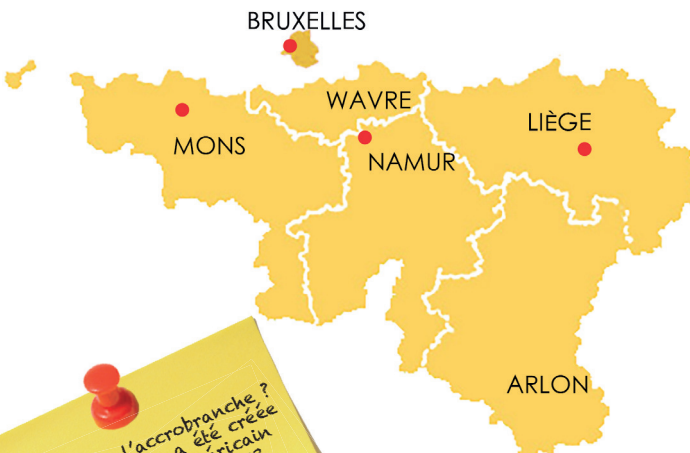 BRUXELLES
WAVRE
LIÈGE
MONS
NAMUR
ARLON
l'accrobranche ?
a été créée